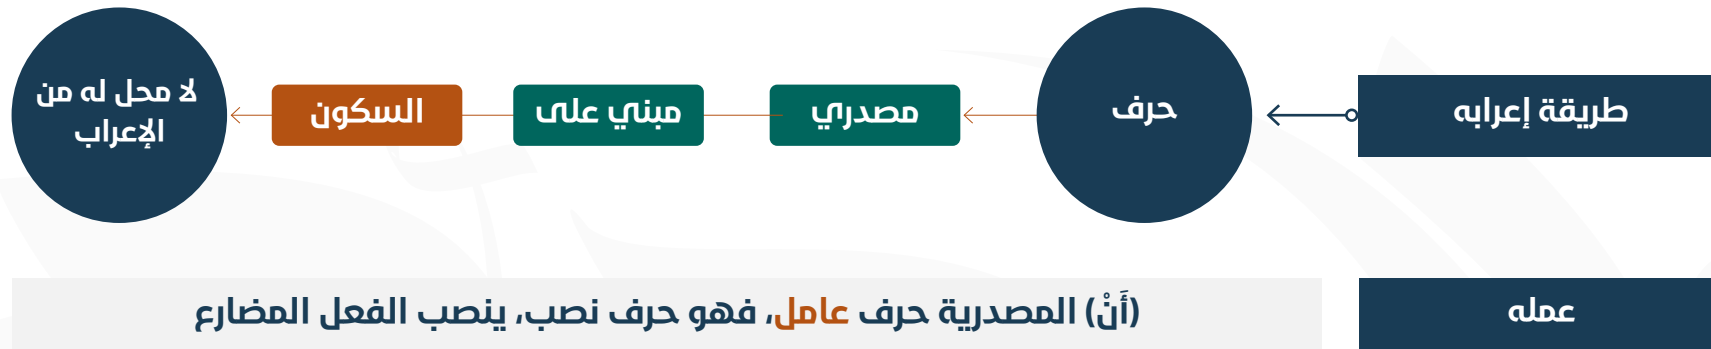 طريقة إعرابه
حرف
مصدري
مبني على
السكون
لا محل له من
الإعراب
عمله
(أَنْ) المصدرية حرف عامل، فهو حرف نصب، ينصب الفعل المضارع